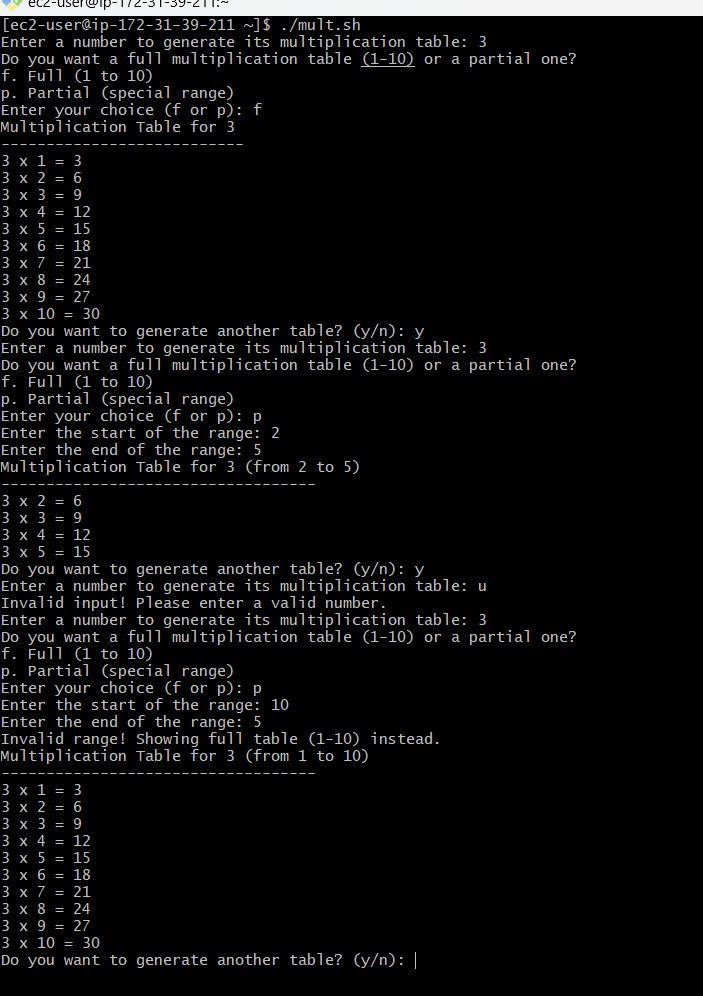 ec2-user@ip-172-31-39-211:~
[ec2-user@ip-172-31-39-211 ~]$ ./mult.sh
Enter a number to generate its multiplication table: 3
Do you want a full multiplication table (1-10) or a partial one?
f. Full (1 to 10)
p. Partial (special range)
Enter your choice (f or p): f
Multiplication Table for 3
---------------------------
3 x 1 = 3
3 x 2 = 6
3 x 3 = 9
3 x 4 = 12
3 x 5 = 15
3 x 6 = 18
3 x 7 = 21
3 x 8 = 24
3 x 9 = 27
3 x 10 = 30
Do you want to generate another table? (y/n): y
Enter a number to generate its multiplication table: 3
Do you want a full multiplication table (1-10) or a partial one?
f. Full (1 to 10)
p. Partial (special range)
Enter your choice (f or p): p
Enter the start of the range: 2
Enter the end of the range: 5
Multiplication Table for 3 (from 2 to 5)
-----------------------------------
3 x 2 = 6
3 x 3 = 9
3 x 4 = 12
3 x 5 = 15
Do you want to generate another table? (y/n): y
Enter a number to generate its multiplication table: u
Invalid input! Please enter a valid number.
Enter a number to generate its multiplication table: 3
Do you want a full multiplication table (1-10) or a partial one?
f. Full (1 to 10)
p. Partial (special range)
Enter your choice (f or p): p
Enter the start of the range: 10
Enter the end of the range: 5
Invalid range! Showing full table (1-10) instead.
Multiplication Table for 3 (from 1 to 10)
-----------------------------------
3 x 1 = 3
3 x 2 = 6
3 x 3 = 9
3 x 4 = 12
3 x 5 = 15
3 x 6 = 18
3 x 7 = 21
3 x 8 = 24
3 x 9 = 27
3 x 10 = 30
Do you want to generate another table? (y/n):